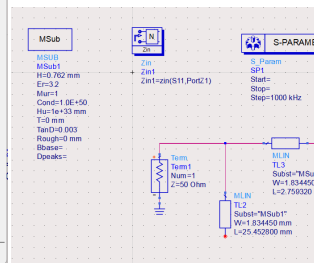 MSub
MSUB
MSub1
H=0.762 mm
Er=3.2
Mur=1
Cond=1.0E+50
Hu=1e+33 mm
T=0 mm
TanD=0.003
Rough=0 mm
Bbase=
Dpeaks=
N
Zin
Zin
Zin1
Zin1=zin(S11,PortZ1)
S-PARAME
S_Param
SP1
Start=
Stop=
Step=1000 kHz
Term
Term1
Num=1
Z=50 Ohm
MLIN
TL2
Subst="MSub1"
W=1.834450 mm
L=25.452800 mm
MLIN
TL3
Subst="MSu
W=1.834450
L=2.759320